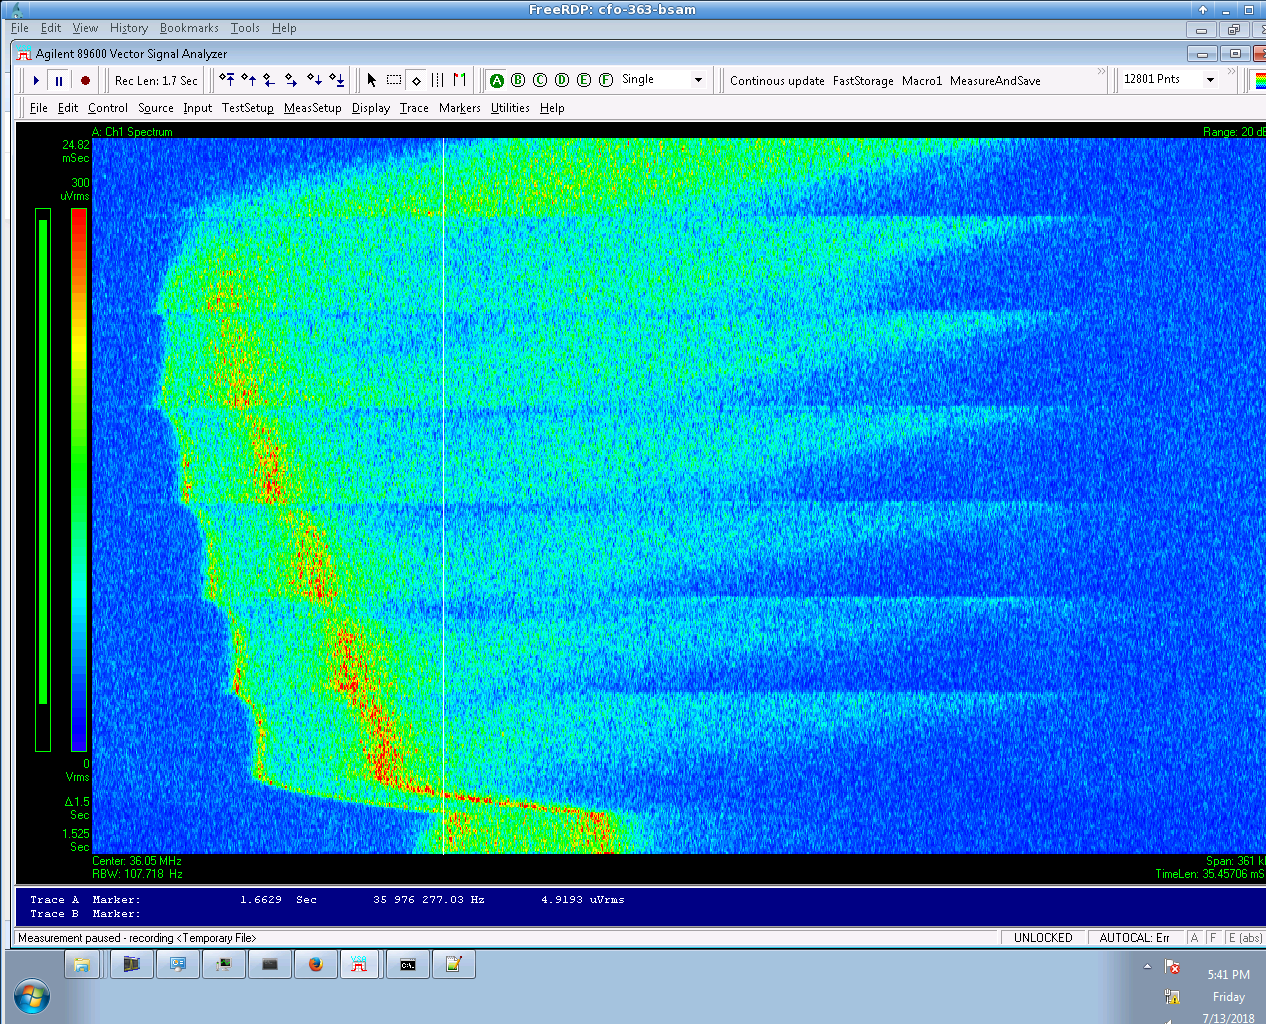 FreeRDP: cfo-363-bsam
File Edit View History Bookmarks Tools Help
Agilent 89600 Vector Signal Analyzer
Rec Len: 1.7 Sec A B C D E F Single Continous update FastStorage Macro1 MeasureAndSave 12801 Pnts
File Edit Control Source Input TestSetup MeasSetup Display Trace Markers Utilities Help
A: Ch1 Spectrum Range: 20 dB
24.82
mSec
300
uVrms
0
Vrms
Δ1.5
Sec
1.525
Sec
Center: 36.05 MHz Span: 361 k
RBW: 107.718 Hz TimeLen: 35.45706 mS
Trace A Marker: 1.6629 Sec 35 976 277.03 Hz 4.9193 uVrms
Trace B Marker:
Measurement paused - recording <Temporary File> UNLOCKED AUTOCAL: Err A F E (abs)
C:\.
5:41 PM
Friday
7/13/2018